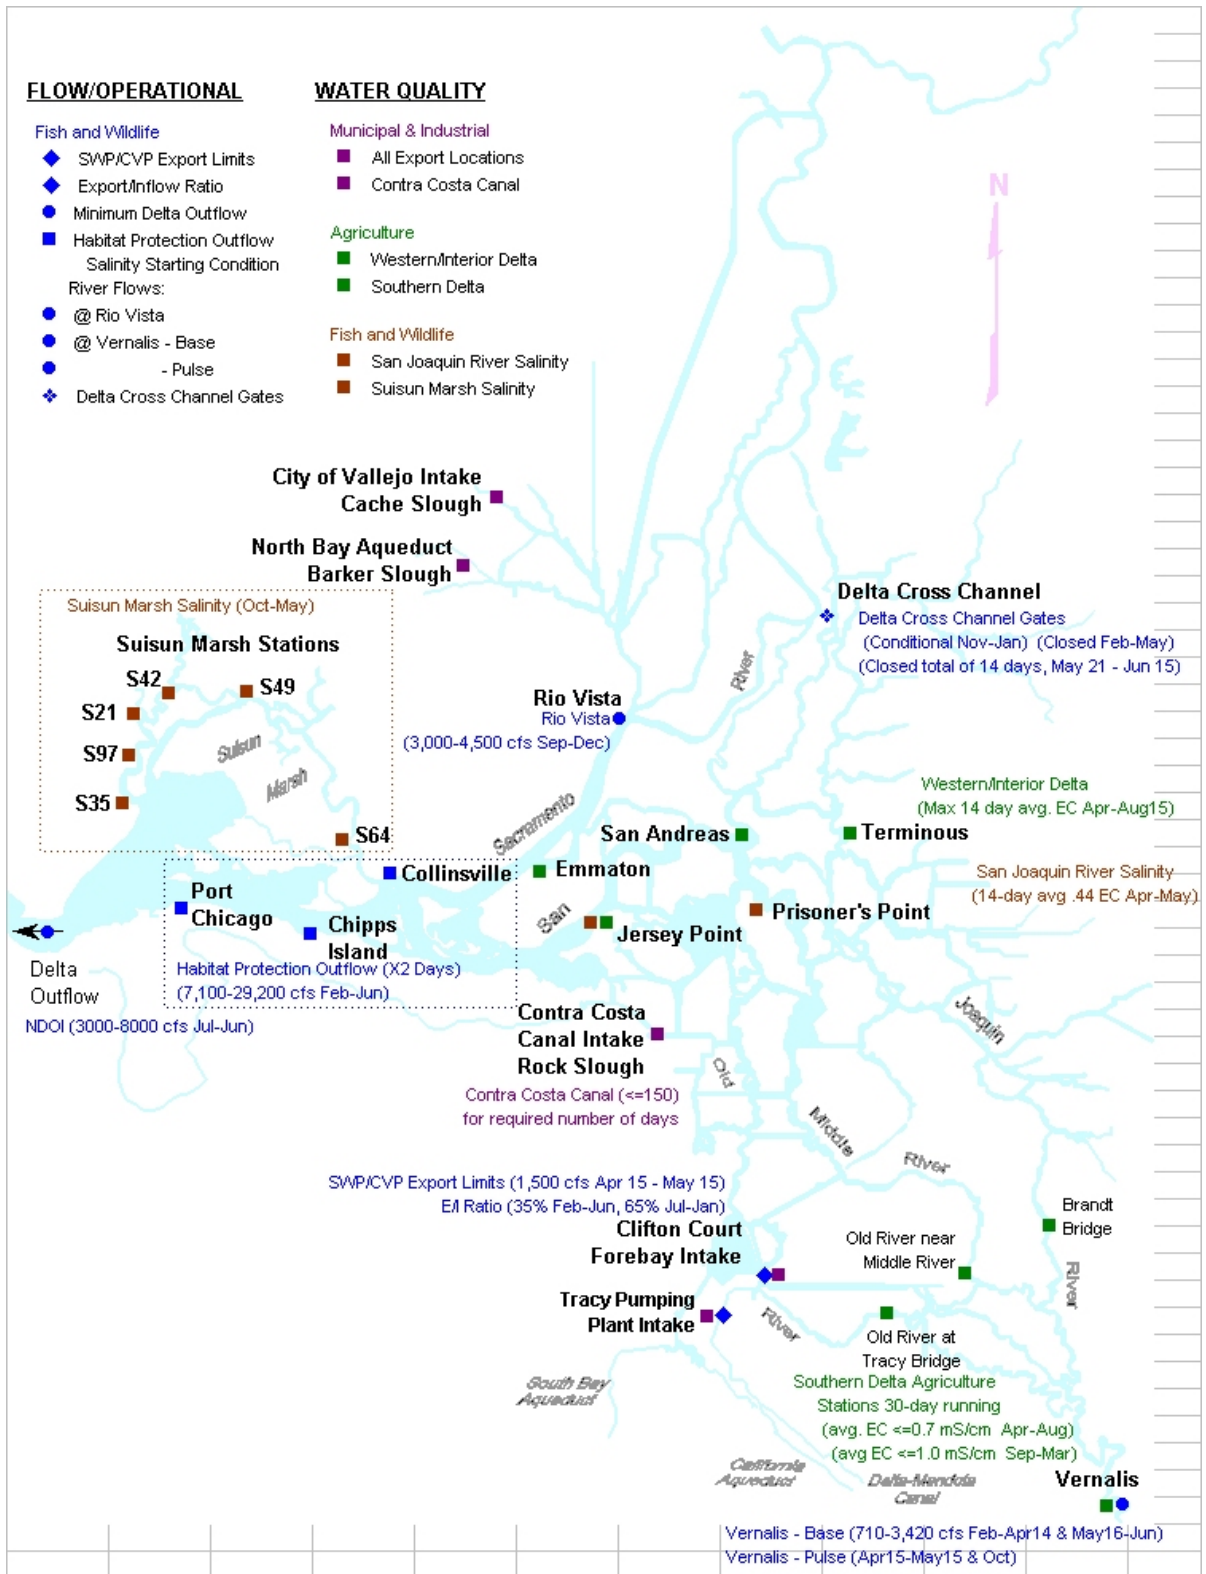 FLOW/OPERATIONAL
Fish and Wildlife
SWP/CVP Export Limits
Export/Inflow Ratio
Minimum Delta Outflow
Habitat Protection Outflow
Salinity Starting Condition
River Flows:
@ Rio Vista
@ Vernalis - Base
- Pulse
Delta Cross Channel Gates
WATER QUALITY
Municipal & Industrial
All Export Locations
Contra Costa Canal
Agriculture
Western/Interior Delta
Southern Delta
Fish and Wildlife
San Joaquin River Salinity
Suisun Marsh Salinity
N
City of Vallejo Intake
Cache Slough
North Bay Aqueduct
Barker Slough
Delta Cross Channel
Delta Cross Channel Gates
(Conditional Nov-Jan) (Closed Feb-May)
(Closed total of 14 days, May 21 - Jun 15)
Suisun Marsh Salinity (Oct-May)
Suisun Marsh Stations
S42
S49
S21
S97
S35
S64
Suisun
Marsh
River
Rio Vista
Rio Vista
(3,000-4,500 cfs Sep-Dec)
Sacramento
Western/Interior Delta
(Max 14 day avg. EC Apr-Aug15)
San Andreas
Terminous
Collinsville
Emmaton
San Joaquin River Salinity
(14-day avg .44 EC Apr-May)
Port
Chicago
Chipps
Island
San
Jersey Point
Prisoner's Point
Habitat Protection Outflow (X2 Days)
(7,100-29,200 cfs Feb-Jun)
Delta
Outflow
NDOI (3000-8000 cfs Jul-Jun)
Contra Costa
Canal Intake
Rock Slough
Contra Costa Canal (<=150)
for required number of days
Joaquin
Old
Middle
River
SWP/CVP Export Limits (1,500 cfs Apr 15 - May 15)
E/I Ratio (35% Feb-Jun, 65% Jul-Jan)
Clifton Court
Forebay Intake
Old River near
Middle River
Brandt
Bridge
River
Tracy Pumping
Plant Intake
River
Old River at
Tracy Bridge
South Bay
Aqueduct
Southern Delta Agriculture
Stations 30-day running
(avg. EC <=0.7 mS/cm Apr-Aug)
(avg EC <=1.0 mS/cm Sep-Mar)
California
Aqueduct
Delta-Mendota
Canal
Vernalis
Vernalis - Base (710-3,420 cfs Feb-Apr14 & May16-Jun)
Vernalis - Pulse (Apr15-May15 & Oct)